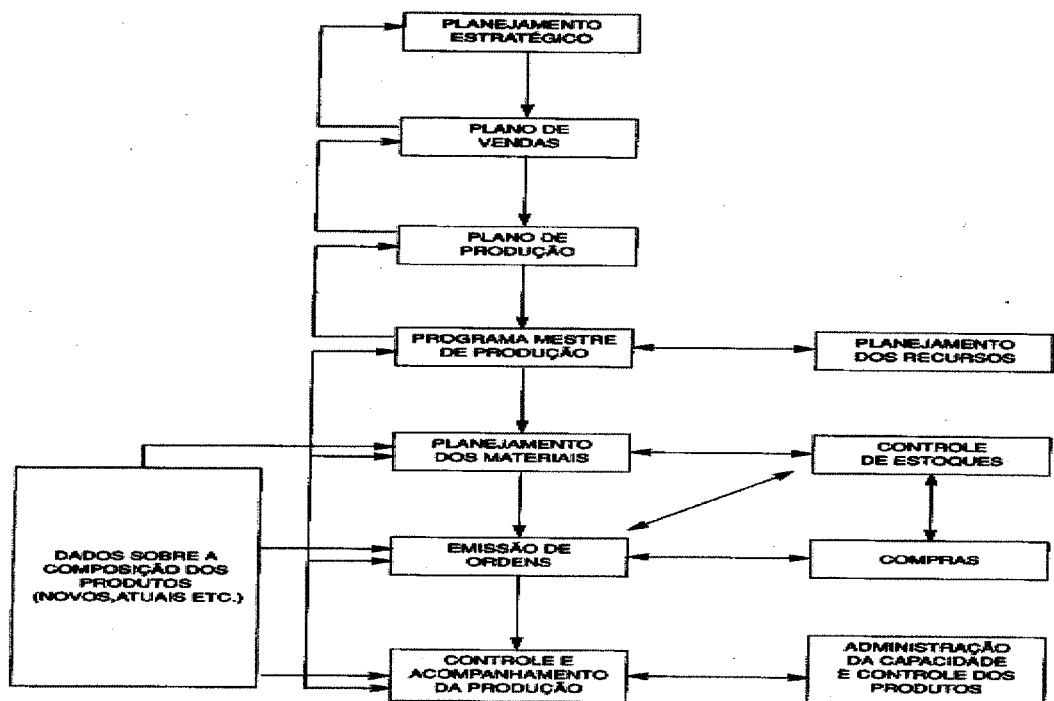 PLANEJAMENTO
ESTRATÉGICO
PLANO DE
VENDAS
PLANO DE
PRODUÇÃO
PROGRAMA MESTRE
DE PRODUÇÃO
PLANEJAMENTO
DOS RECURSOS
PLANEJAMENTO
DOS MATERIAIS
CONTROLE
DE ESTOQUES
DADOS SOBRE A
COMPOSIÇÃO DOS
PRODUTOS
(NOVOS,ATUAIS ETC.)
EMISSÃO DE
ORDENS
COMPRAS
CONTROLE E
ACOMPANHAMENTO
DA PRODUÇÃO
ADMINISTRAÇÃO
DA CAPACIDADE
E CONTROLE DOS
PRODUTOS